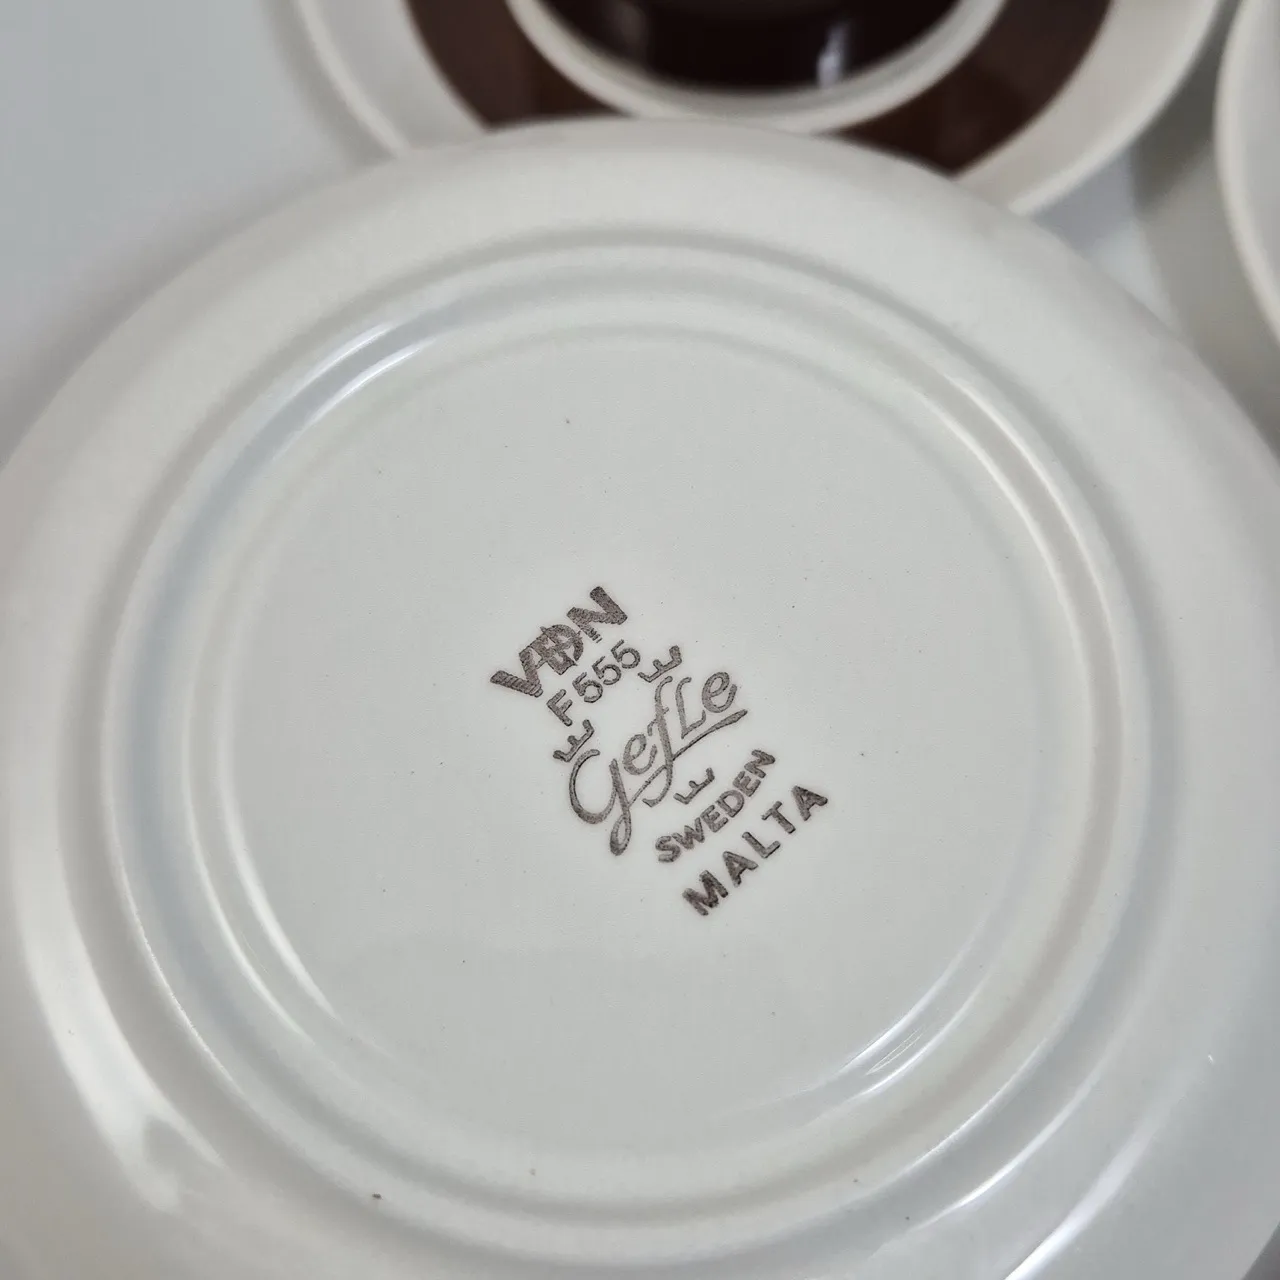 VDN
F555
Gefle
SWEDEN
MALTA